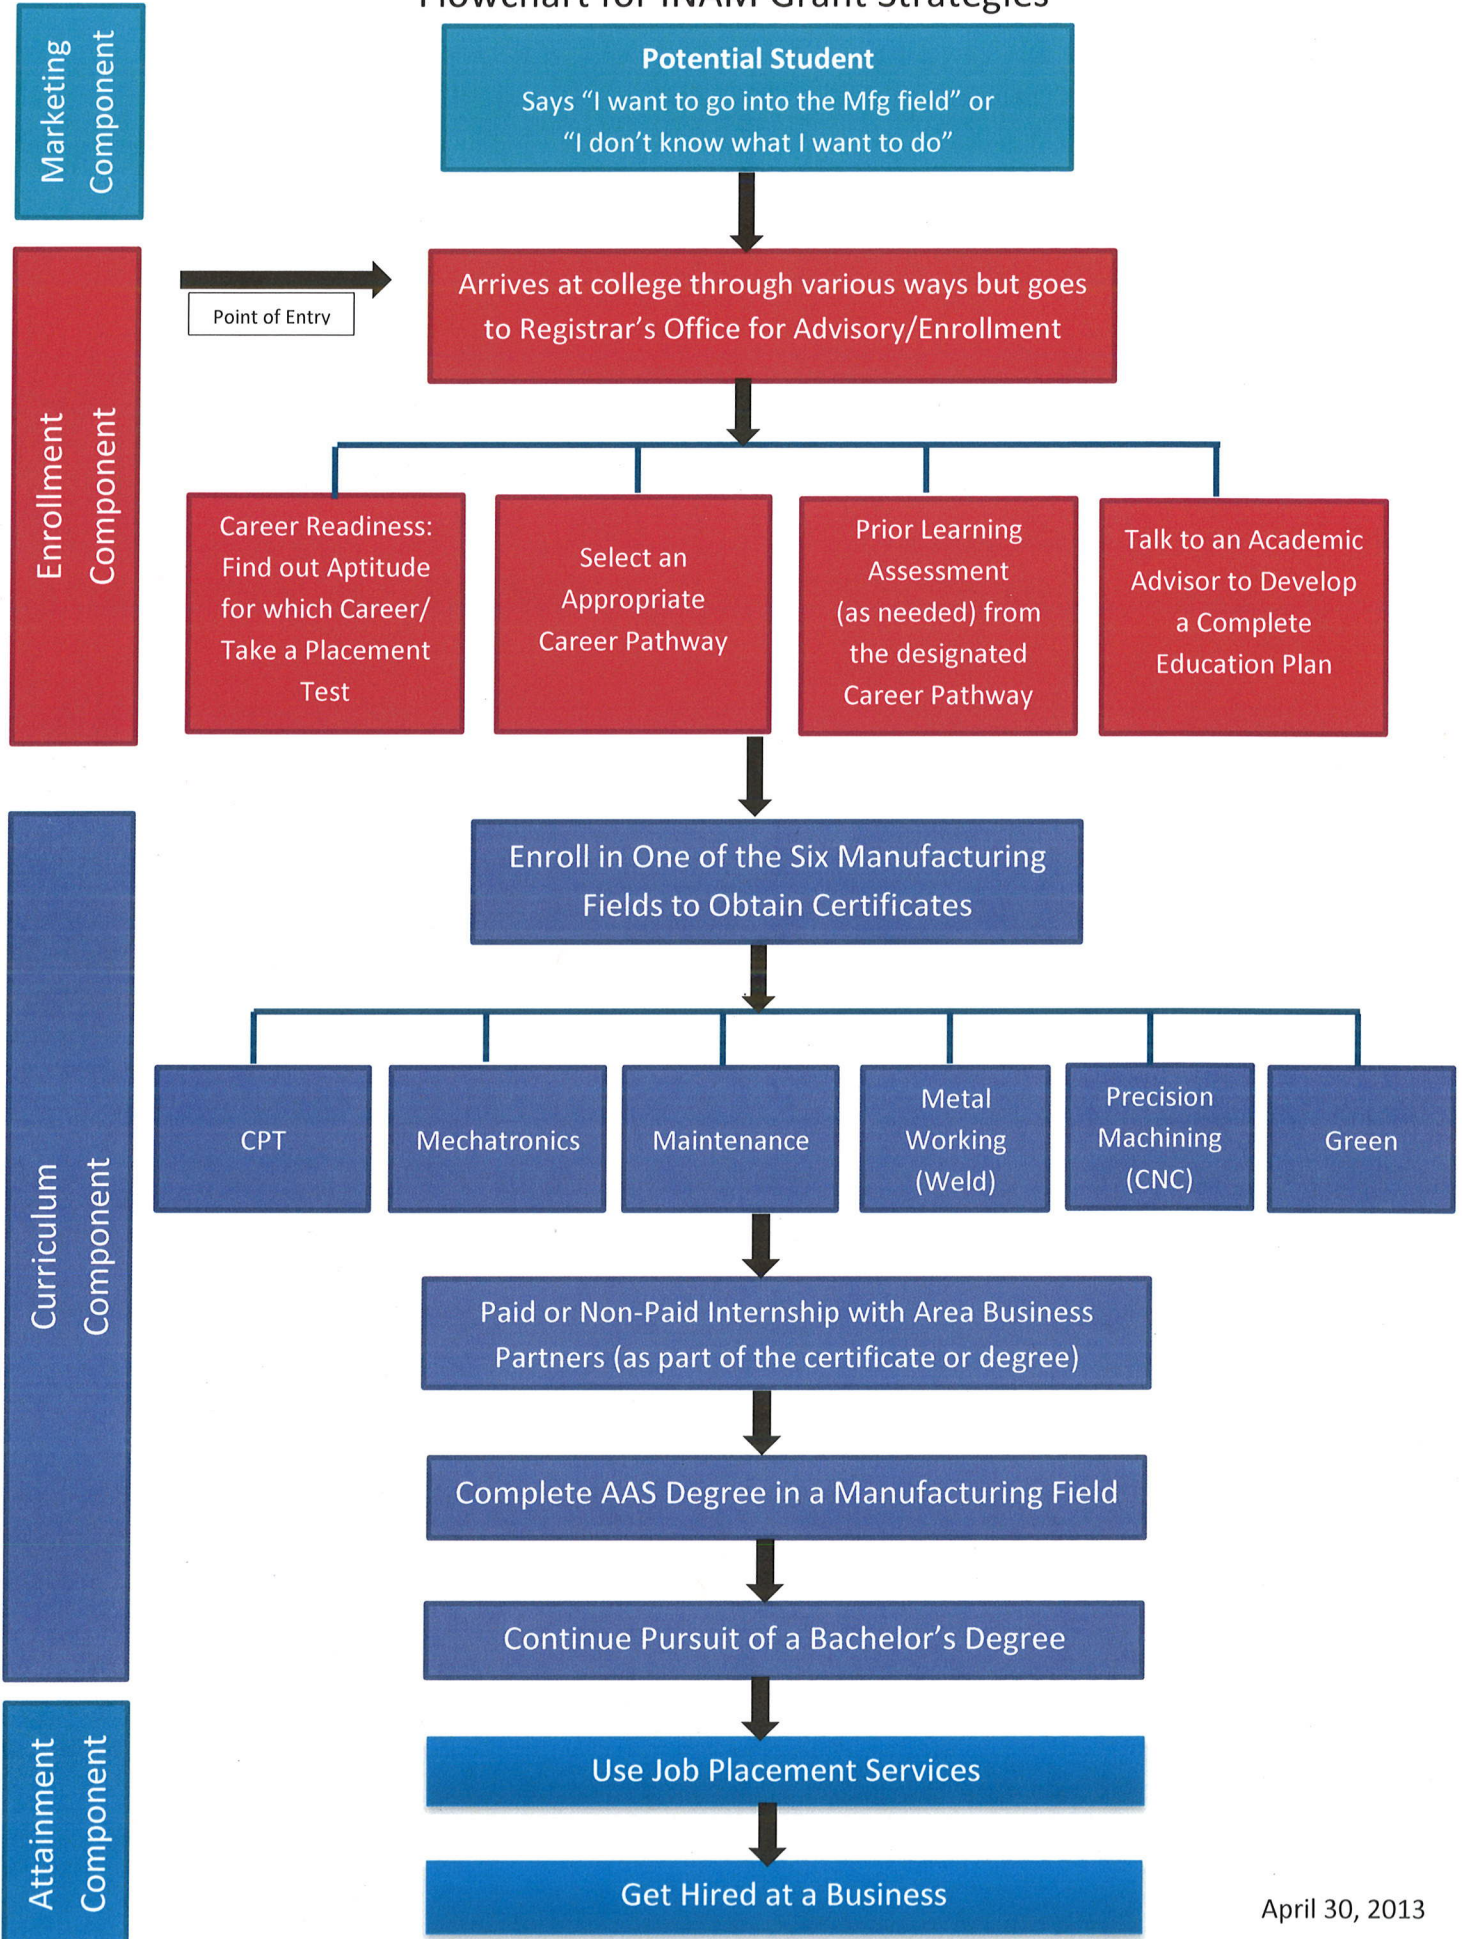 Flowchart for INAM Grant Strategies
Marketing
Component
Potential Student
Says “I want to go into the Mfg field” or
“I don’t know what I want to do”
Enrollment
Component
Point of Entry
Arrives at college through various ways but goes
to Registrar’s Office for Advisory/Enrollment
Career Readiness:
Find out Aptitude
for which Career/
Take a Placement
Test
Select an
Appropriate
Career Pathway
Prior Learning
Assessment
(as needed) from
the designated
Career Pathway
Talk to an Academic
Advisor to Develop
a Complete
Education Plan
Curriculum
Component
Enroll in One of the Six Manufacturing
Fields to Obtain Certificates
CPT
Mechatronics
Maintenance
Metal
Working
(Weld)
Precision
Machining
(CNC)
Green
Paid or Non-Paid Internship with Area Business
Partners (as part of the certificate or degree)
Complete AAS Degree in a Manufacturing Field
Continue Pursuit of a Bachelor’s Degree
Attainment
Component
Use Job Placement Services
Get Hired at a Business
April 30, 2013